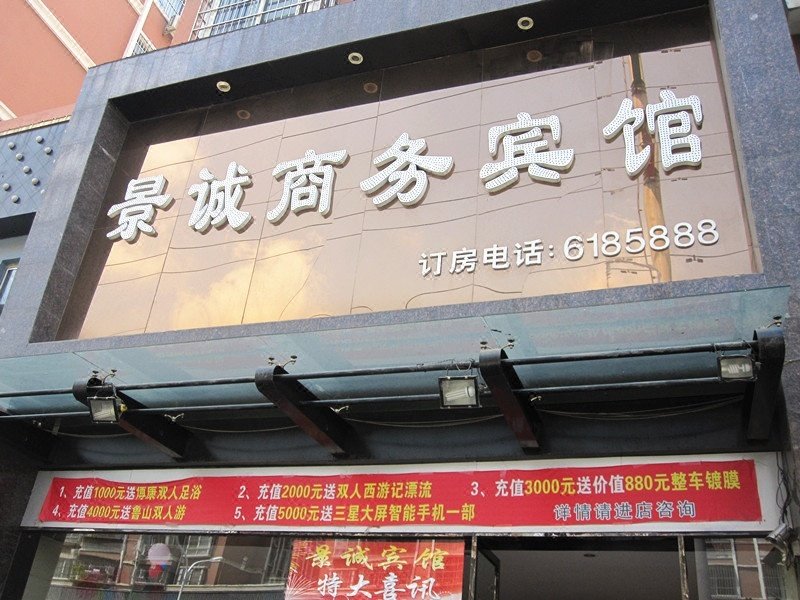 景诚商务宾馆
订房电话:6185888
1、充值1000元送博康双人足浴 2、充值2000元送双人西游记漂流 3、充值3000元送价值880元整车镀膜
4、充值4000元送鲁山双人游 5、充值5000元送三星大屏智能手机一部 详情请进店咨询
景诚宾馆
特大喜讯